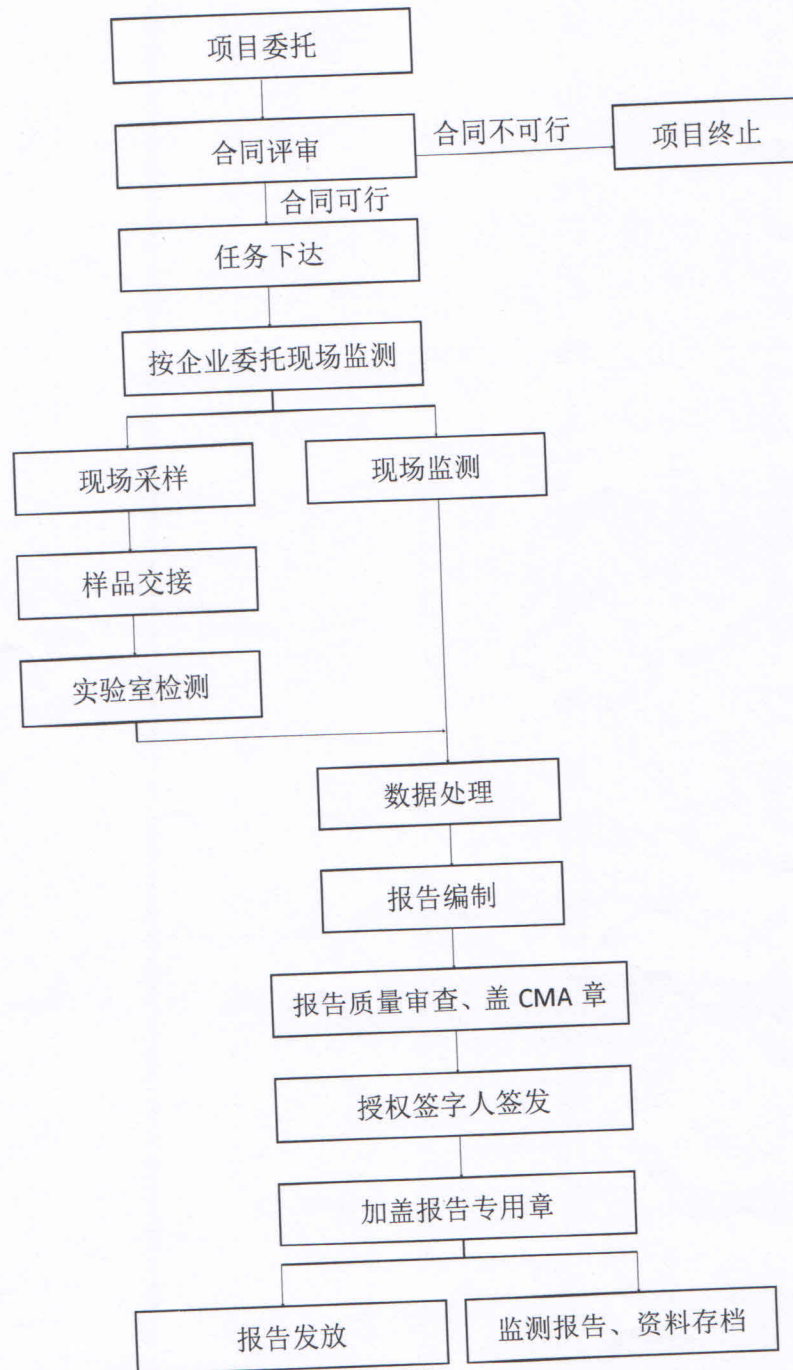 项目委托
合同评审
合同不可行
项目终止
合同可行
任务下达
按企业委托现场监测
现场采样
现场监测
样品交接
实验室检测
数据处理
报告编制
报告质量审查、盖 CMA 章
授权签字人签发
加盖报告专用章
报告发放
监测报告、资料存档